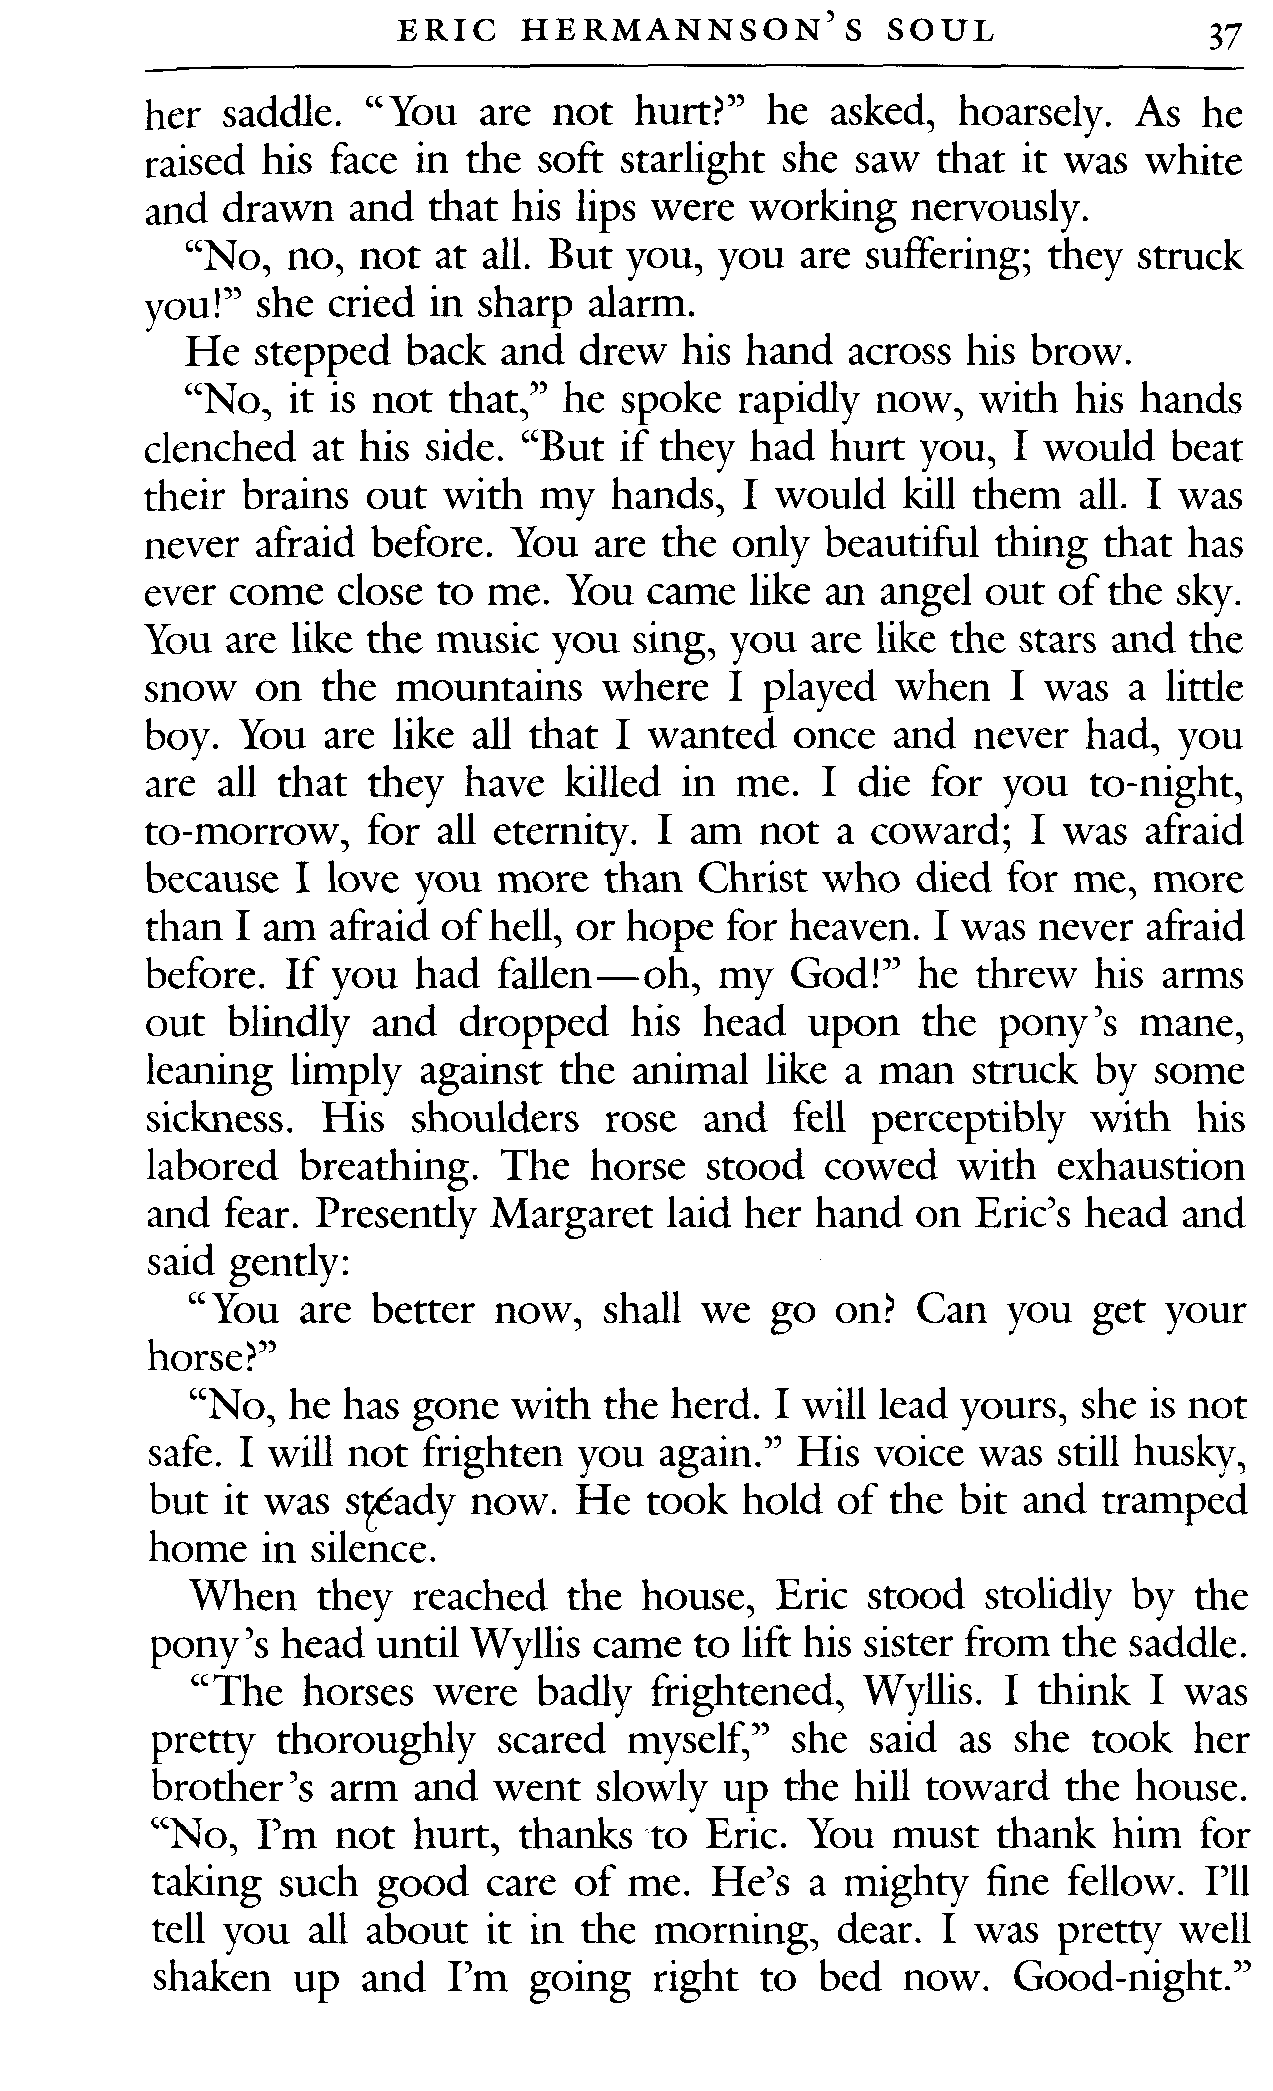 ERIC HERMANNSON'S SOUL 37
her saddle. “You are not hurt?” he asked, hoarsely. As he
raised his face in the soft starlight she saw that it was white
and drawn and that his lips were working nervously.
“No, no, not at all. But you, you are suffering; they struck
you!” she cried in sharp alarm.
He stepped back and drew his hand across his brow.
“No, it is not that,” he spoke rapidly now, with his hands
clenched at his side. “But if they had hurt you, I would beat
their brains out with my hands, I would kill them all. I was
never afraid before. You are the only beautiful thing that has
ever come close to me. You came like an angel out of the sky.
You are like the music you sing, you are like the stars and the
snow on the mountains where I played when I was a little
boy. You are like all that I wanted once and never had, you
are all that they have killed in me. I die for you to-night,
to-morrow, for all eternity. I am not a coward; I was afraid
because I love you more than Christ who died for me, more
than I am afraid of hell, or hope for heaven. I was never afraid
before. If you had fallen—oh, my God!” he threw his arms
out blindly and dropped his head upon the pony's mane,
leaning limply against the animal like a man struck by some
sickness. His shoulders rose and fell perceptibly with his
labored breathing. The horse stood cowed with exhaustion
and fear. Presently Margaret laid her hand on Eric's head and
said gently:
“You are better now, shall we go on? Can you get your
horse?”
“No, he has gone with the herd. I will lead yours, she is not
safe. I will not frighten you again.” His voice was still husky,
but it was steady now. He took hold of the bit and tramped
home in silence.
When they reached the house, Eric stood stolidly by the
pony's head until Wyllis came to lift his sister from the saddle.
“The horses were badly frightened, Wyllis. I think I was
pretty thoroughly scared myself,” she said as she took her
brother's arm and went slowly up the hill toward the house.
“No, I'm not hurt, thanks to Eric. You must thank him for
taking such good care of me. He's a mighty fine fellow. I'll
tell you all about it in the morning, dear. I was pretty well
shaken up and I'm going right to bed now. Good-night.”